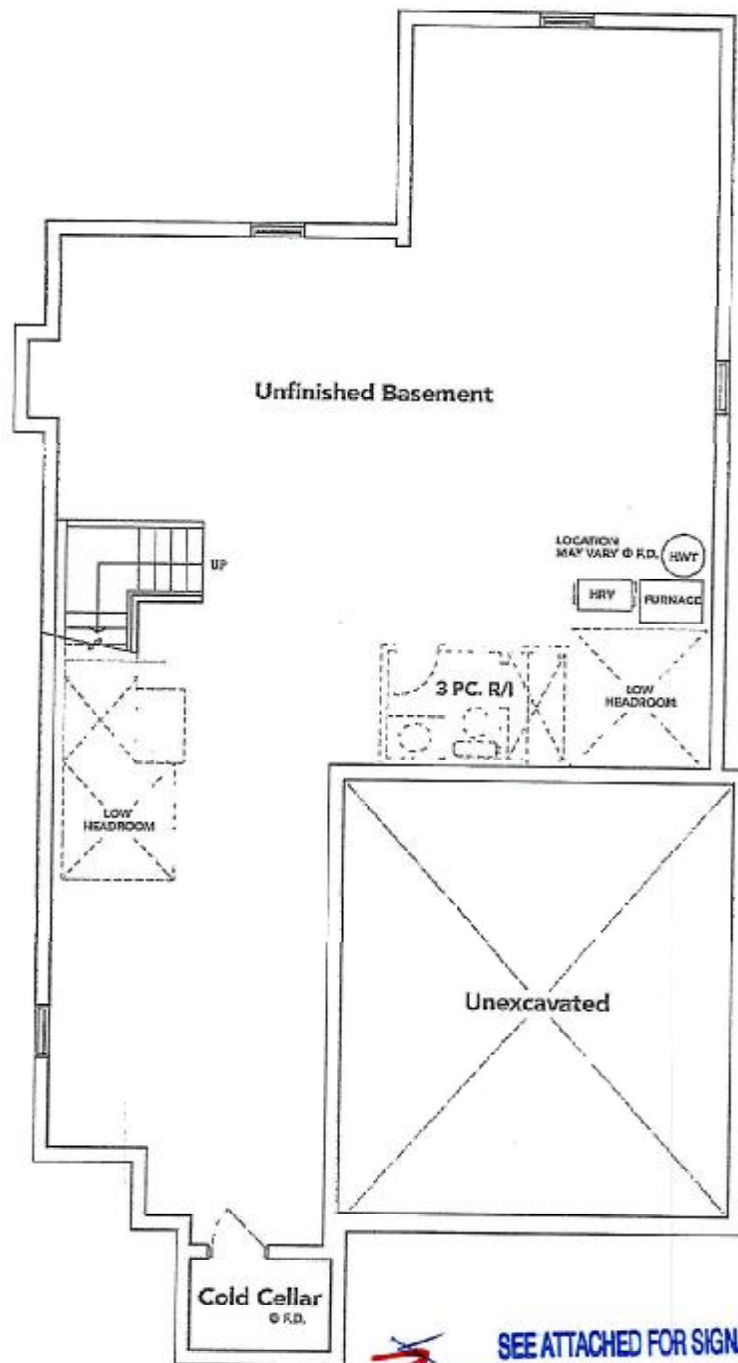 Unfinished Basement
UP
LOCATION
MAY VARY @ F.D.
HWT
HRV
FURNACE
3 PC. R/I
LOW
HEADROOM
LOW
HEADROOM
Unexcavated
Cold Cellar
@ F.D.
SEE ATTACHED FOR SIGN